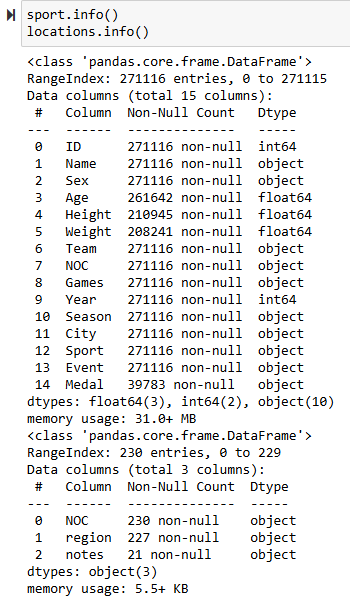 sport.info()
locations.info()
<class 'pandas.core.frame.DataFrame'>
RangeIndex: 271116 entries, 0 to 271115
Data columns (total 15 columns):
 #   Column  Non-Null Count   Dtype
---  ------  --------------   -----
 0   ID      271116 non-null  int64
 1   Name    271116 non-null  object
 2   Sex     271116 non-null  object
 3   Age     261642 non-null  float64
 4   Height  210945 non-null  float64
 5   Weight  208241 non-null  float64
 6   Team    271116 non-null  object
 7   NOC     271116 non-null  object
 8   Games   271116 non-null  object
 9   Year    271116 non-null  int64
 10  Season  271116 non-null  object
 11  City    271116 non-null  object
 12  Sport   271116 non-null  object
 13  Event   271116 non-null  object
 14  Medal   39783 non-null   object
dtypes: float64(3), int64(2), object(10)
memory usage: 31.0+ MB
<class 'pandas.core.frame.DataFrame'>
RangeIndex: 230 entries, 0 to 229
Data columns (total 3 columns):
 #   Column  Non-Null Count  Dtype
---  ------  --------------  -----
 0   NOC     230 non-null    object
 1   region  227 non-null    object
 2   notes   21 non-null     object
dtypes: object(3)
memory usage: 5.5+ KB